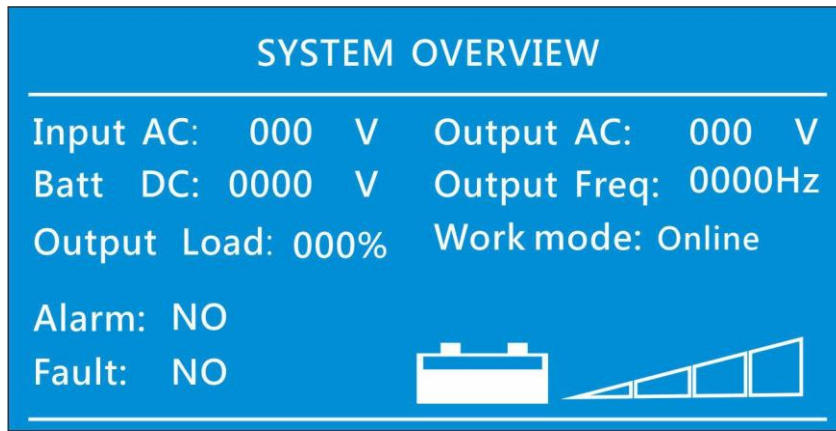 SYSTEM OVERVIEW
Input AC: 000 V Output AC: 000 V
Batt DC: 0000 V Output Freq: 0000Hz
Output Load: 000% Work mode: Online
Alarm: NO
Fault: NO